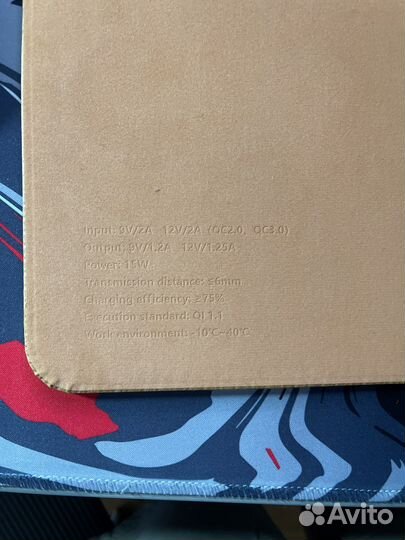 Input: 9V/2A 12V/2A (QC2.0, QC3.0)
Output: 9V/1.2A 12V/1.25A
Power: 15W
Transmission distance: ≤6mm
Charging efficiency: ≥75%
Execution standard: QI 1.1
Work environment: -10℃~40℃
Avito